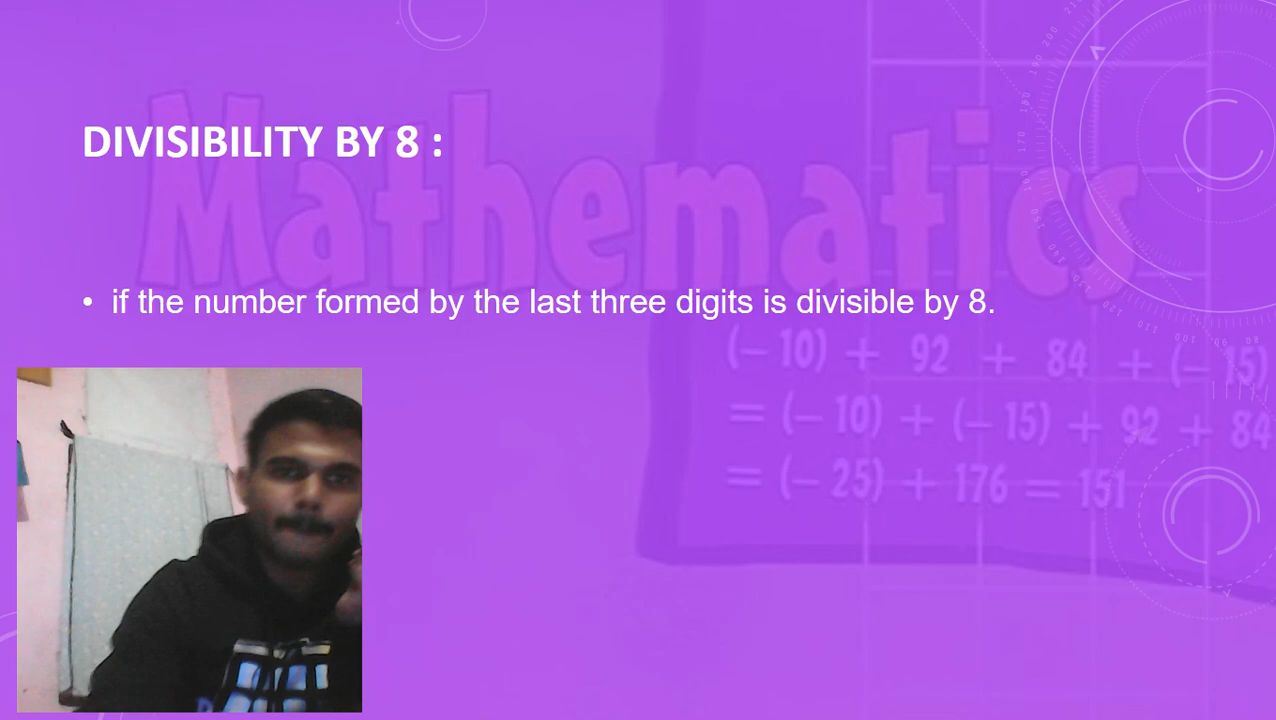 DIVISIBILITY BY 8 :
Mathematics
• if the number formed by the last three digits is divisible by 8.
(– 10) + 92 + 84 + (– 15)
= (– 10) + (– 15) + 92 + 84
= (– 25) + 176 = 151